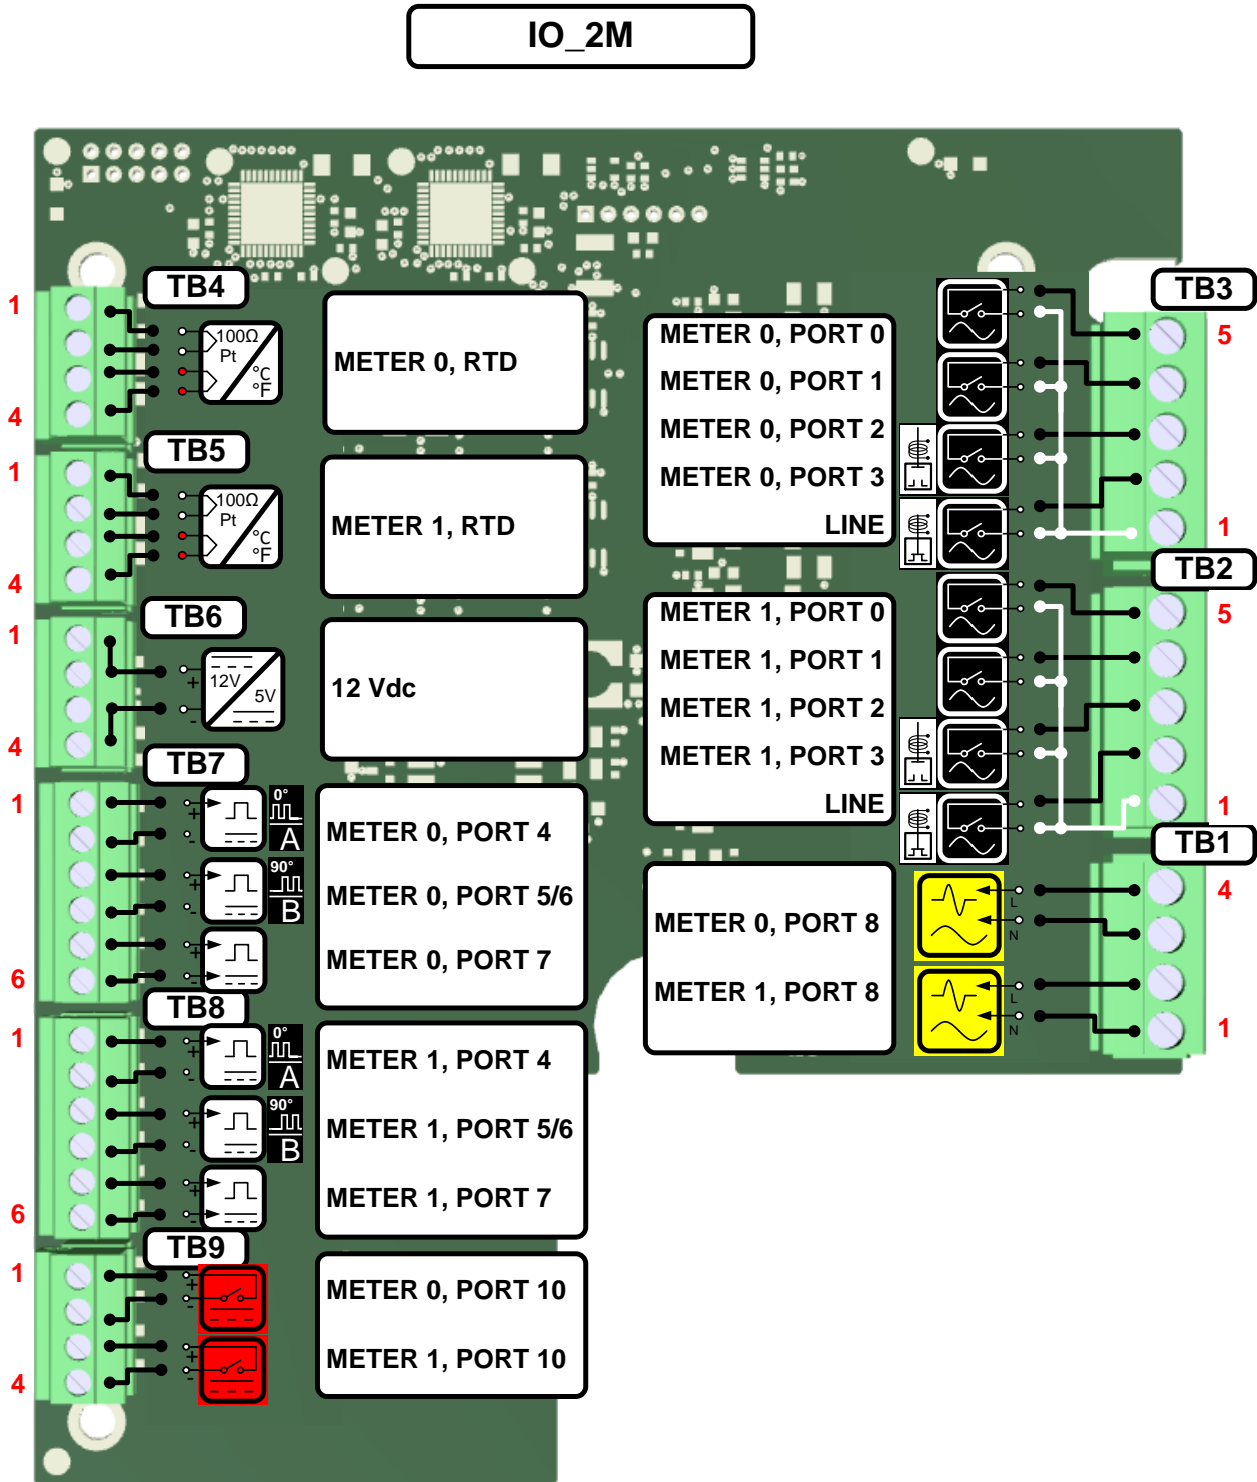 IO_2M
TB4
1
4
100Ω
Pt
°C
°F
METER 0, RTD
TB5
1
4
100Ω
Pt
°C
°F
METER 1, RTD
TB6
1
4
+
-
12V
5V
12 Vdc
TB7
1
6
+
-
0°
A
METER 0, PORT 4
+
-
90°
B
METER 0, PORT 5/6
+
-
METER 0, PORT 7
TB8
1
6
+
-
0°
A
METER 1, PORT 4
+
-
90°
B
METER 1, PORT 5/6
+
-
METER 1, PORT 7
TB9
1
4
+
-
METER 0, PORT 10
+
-
METER 1, PORT 10
TB3
5
1
METER 0, PORT 0
METER 0, PORT 1
METER 0, PORT 2
METER 0, PORT 3
LINE
TB2
5
1
METER 1, PORT 0
METER 1, PORT 1
METER 1, PORT 2
METER 1, PORT 3
LINE
TB1
4
1
METER 0, PORT 8
L
N
METER 1, PORT 8
L
N